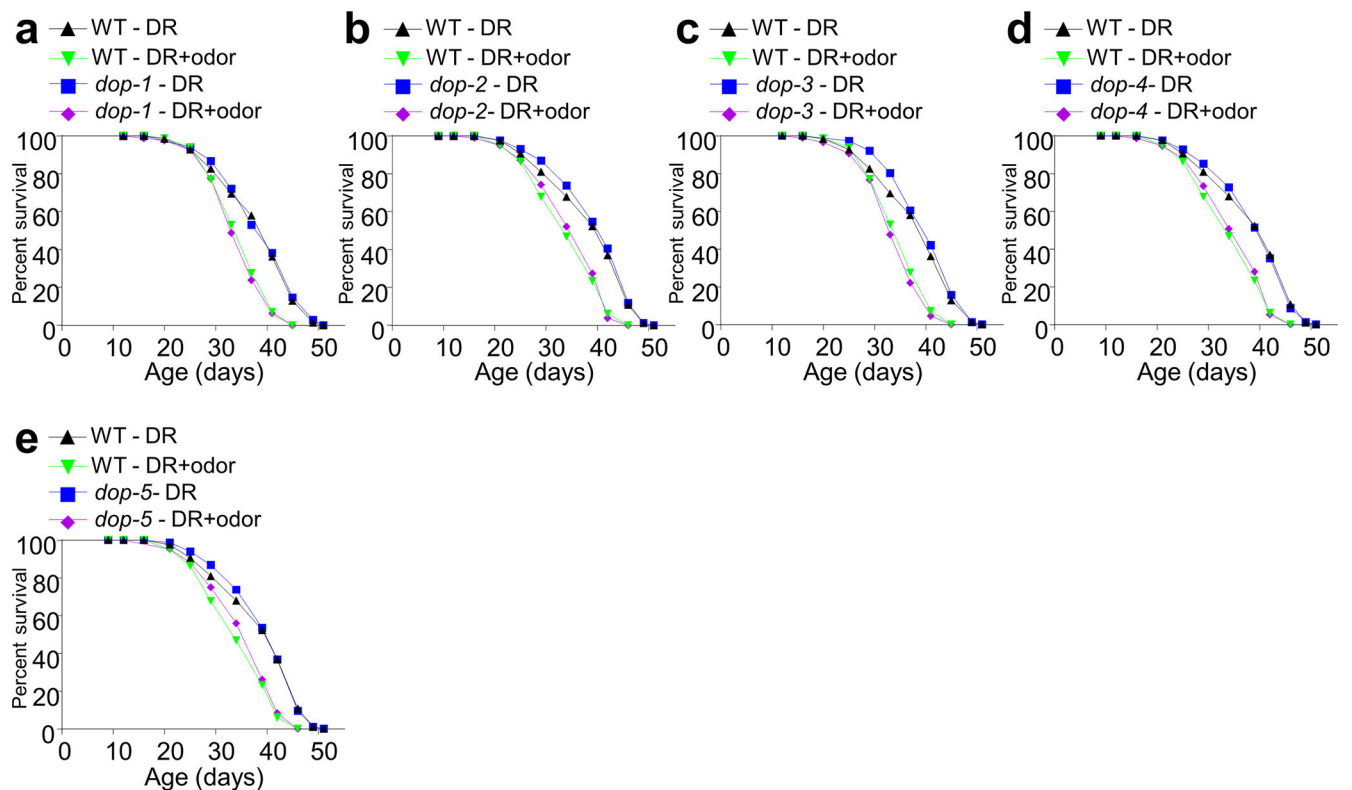 a
WT - DR
WT - DR+odor
dop-1 - DR
dop-1 - DR+odor
100
80
60
40
20
0
Percent survival
0 10 20 30 40 50
Age (days)
b
WT - DR
WT - DR+odor
dop-2 - DR
dop-2- DR+odor
100
80
60
40
20
0
Percent survival
0 10 20 30 40 50
Age (days)
c
WT - DR
WT - DR+odor
dop-3 - DR
dop-3 - DR+odor
100
80
60
40
20
0
Percent survival
0 10 20 30 40 50
Age (days)
d
WT - DR
WT - DR+odor
dop-4- DR
dop-4 - DR+odor
100
80
60
40
20
0
Percent survival
0 10 20 30 40 50
Age (days)
e
WT - DR
WT - DR+odor
dop-5- DR
dop-5 - DR+odor
100
80
60
40
20
0
Percent survival
0 10 20 30 40 50
Age (days)